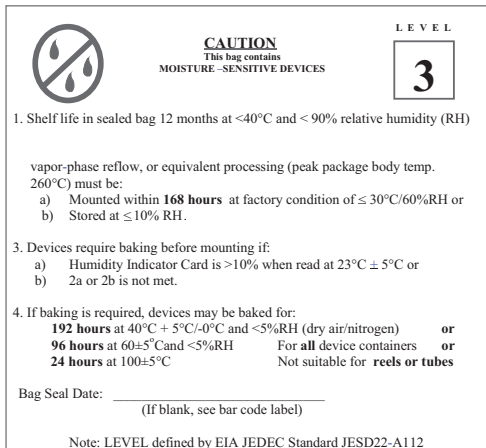 LEVEL
CAUTION
This bag contains
MOISTURE –SENSITIVE DEVICES
3
1. Shelf life in sealed bag 12 months at <40°C and < 90% relative humidity (RH)
vapor-phase reflow, or equivalent processing (peak package body temp.
260°C) must be:
a) Mounted within 168 hours at factory condition of ≤ 30°C/60%RH or
b) Stored at ≤10% RH.
3. Devices require baking before mounting if:
a) Humidity Indicator Card is >10% when read at 23°C ± 5°C or
b) 2a or 2b is not met.
4. If baking is required, devices may be baked for:
192 hours at 40°C + 5°C/-0°C and <5%RH (dry air/nitrogen) or
96 hours at 60±5°Cand <5%RH For all device containers or
24 hours at 100±5°C Not suitable for reels or tubes
Bag Seal Date: ________________________________
(If blank, see bar code label)
Note: LEVEL defined by EIA JEDEC Standard JESD22-A112